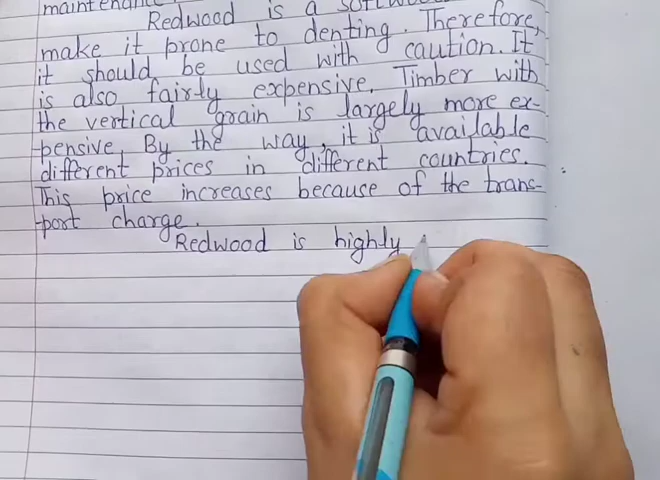 maintenance
Redwood is a softwood
make it prone to denting. Therefore,
it should be used with caution. It
is also fairly expensive. Timber with
the vertical grain is largely more ex-
pensive. By the way, it is available
different prices in different countries.
This price increases because of the trans-
-port charge.
Redwood is highly